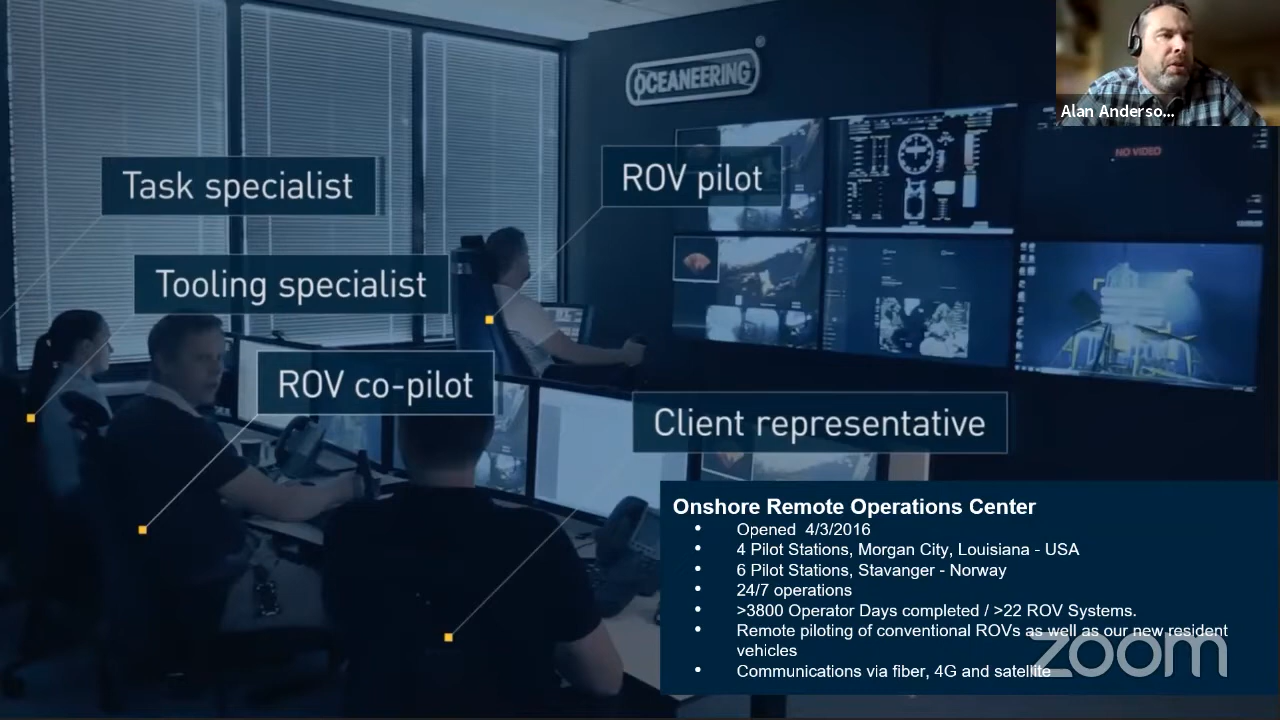 OCEANEERING
®
Alan Anderso...
NO VIDEO
Task specialist
ROV pilot
Tooling specialist
ROV co-pilot
Client representative
Onshore Remote Operations Center
• Opened 4/3/2016
• 4 Pilot Stations, Morgan City, Louisiana - USA
• 6 Pilot Stations, Stavanger - Norway
• 24/7 operations
• >3800 Operator Days completed / >22 ROV Systems.
• Remote piloting of conventional ROVs as well as our new resident
vehicles
• Communications via fiber, 4G and satellite
zoom